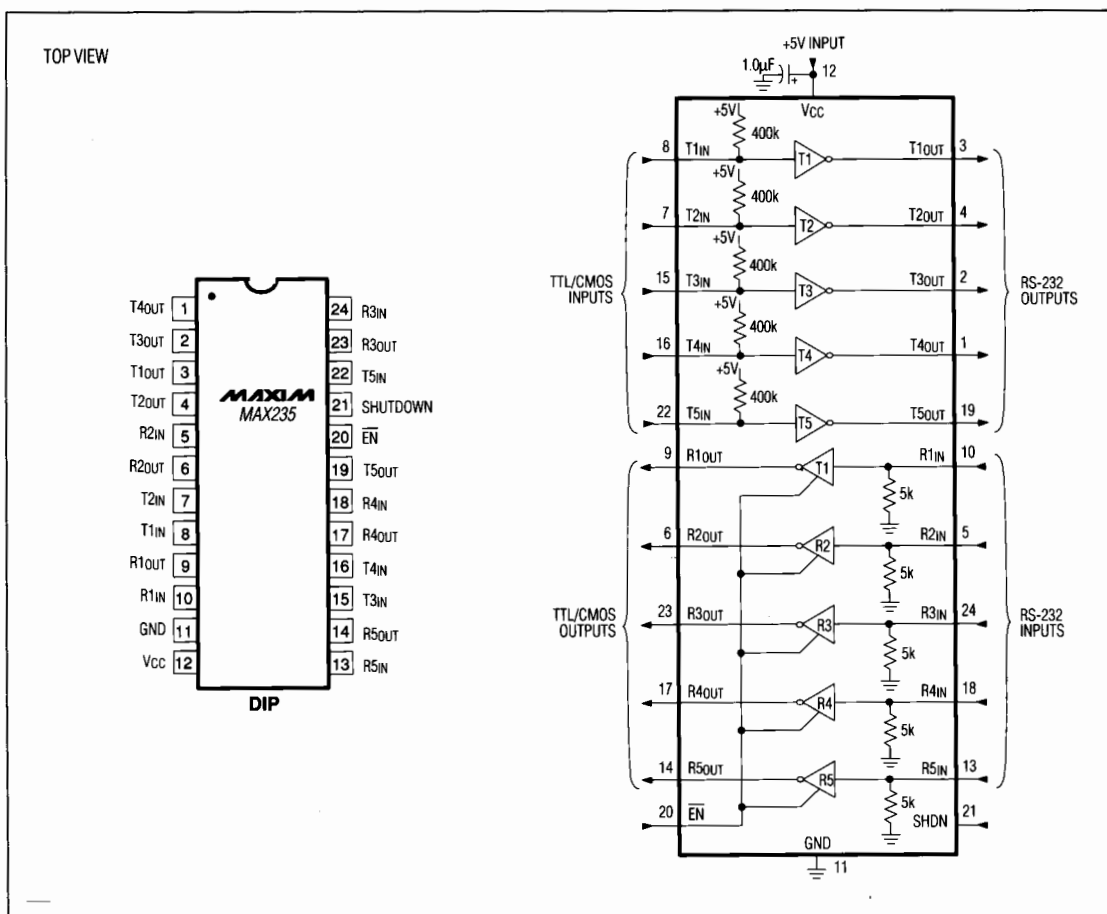 TOP VIEW
T4OUT 1
T3OUT 2
T1OUT 3
T2OUT 4
R2IN 5
R2OUT 6
T2IN 7
T1IN 8
R1OUT 9
R1IN 10
GND 11
VCC 12
MAXIM
MAX235
24 R3IN
23 R3OUT
22 T5IN
21 SHUTDOWN
20 E̅N̅
19 T5OUT
18 R4IN
17 R4OUT
16 T4IN
15 T3IN
14 R5OUT
13 R5IN
DIP
+5V INPUT
1.0µF + 12
VCC
+5V
400k
8 T1IN T1 T1OUT 3
+5V
400k
7 T2IN T2 T2OUT 4
+5V
400k
TTL/CMOS
INPUTS
15 T3IN T3 T3OUT 2
RS-232
OUTPUTS
+5V
400k
16 T4IN T4 T4OUT 1
+5V
400k
22 T5IN T5 T5OUT 19
9 R1OUT T1 R1IN 10
5k
6 R2OUT R2 R2IN 5
5k
TTL/CMOS
OUTPUTS
23 R3OUT R3 R3IN 24
RS-232
INPUTS
5k
17 R4OUT R4 R4IN 18
5k
14 R5OUT R5 R5IN 13
5k
20 E̅N̅ SHDN 21
GND
11